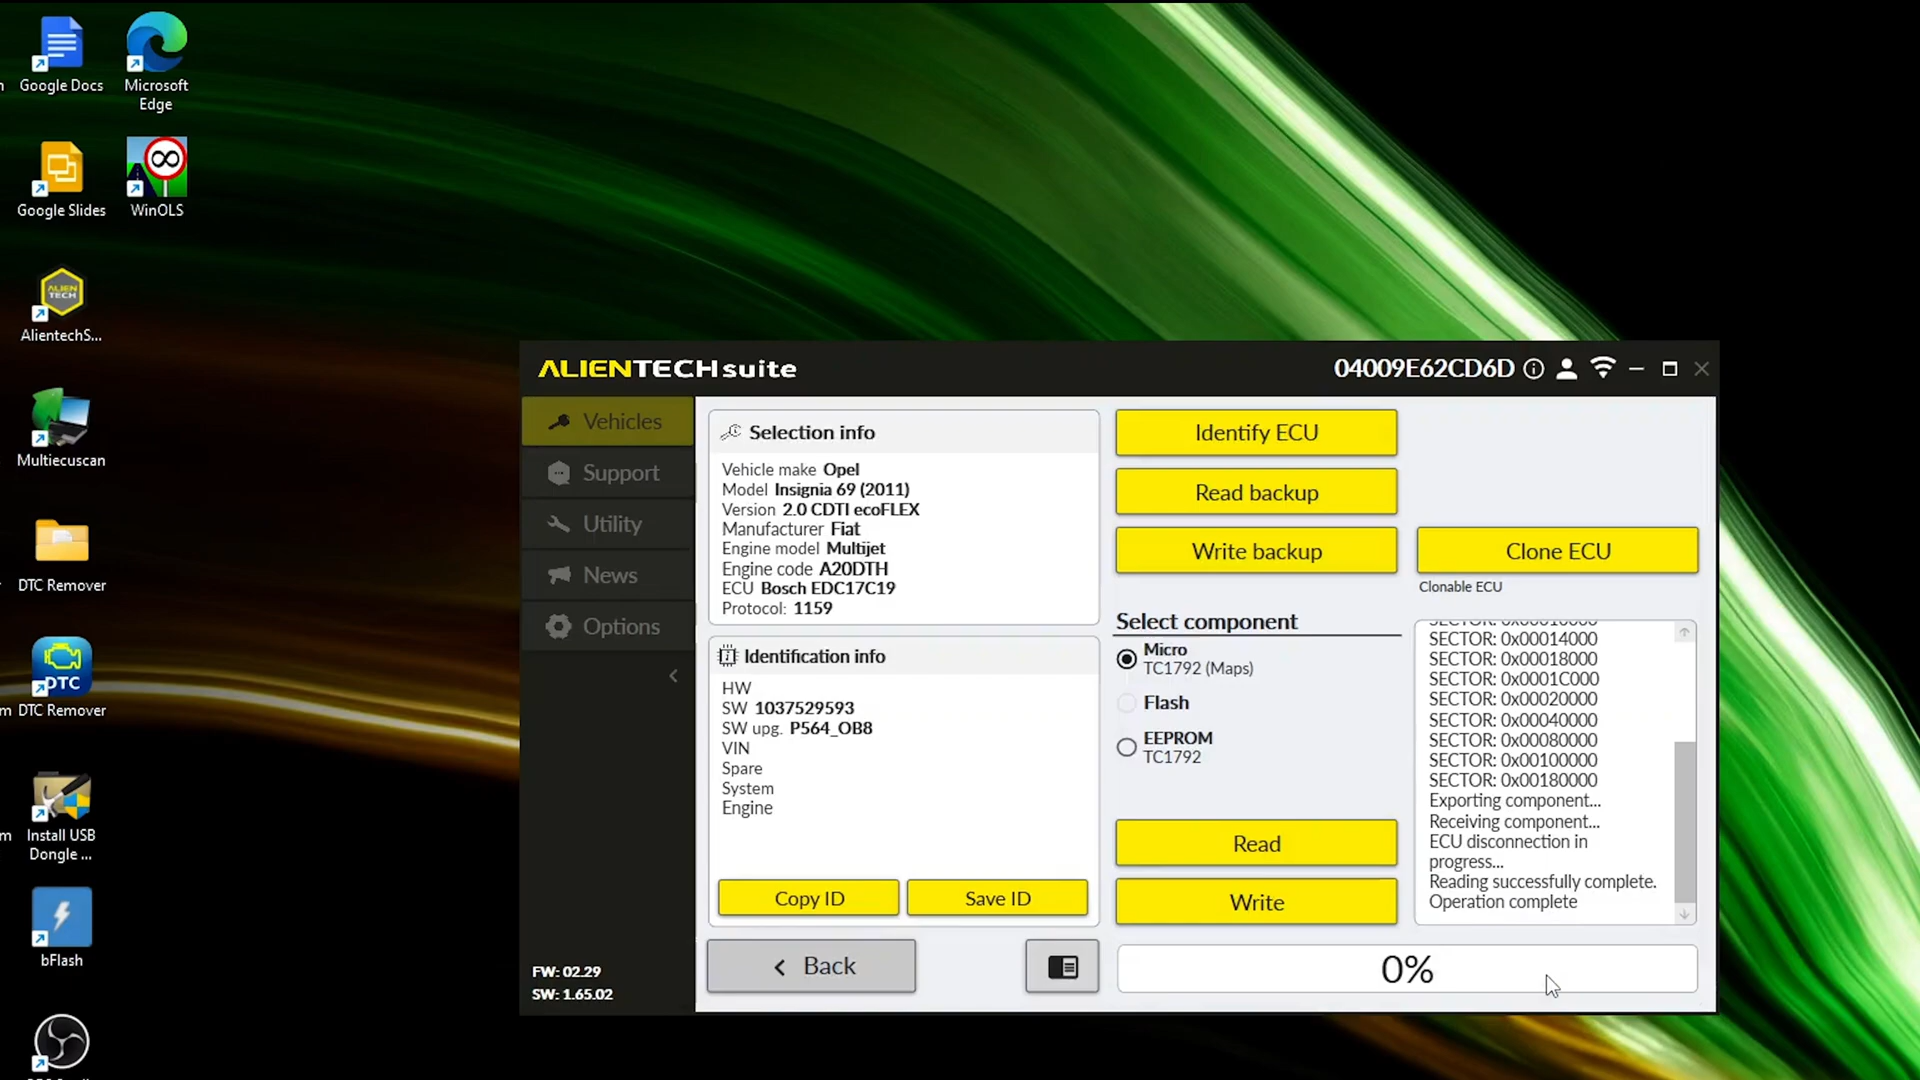 Google Docs
Microsoft
Edge
Google Slides
WinOLS
ALIEN
TECH
AlientechS...
Multiecuscan
DTC Remover
DTC
DTC Remover
Install USB
Dongle ...
bFlash
ALIENTECH suite
04009E62CD6D
Vehicles
Support
Utility
News
Options
FW: 02.29
SW: 1.65.02
Selection info
Vehicle make Opel
Model Insignia 69 (2011)
Version 2.0 CDTI ecoFLEX
Manufacturer Fiat
Engine model Multijet
Engine code A20DTH
ECU Bosch EDC17C19
Protocol: 1159
Identification info
HW
SW 1037529593
SW upg. P564_OB8
VIN
Spare
System
Engine
Copy ID
Save ID
Back
Identify ECU
Read backup
Write backup
Clone ECU
Clonable ECU
Select component
Micro
TC1792 (Maps)
Flash
EEPROM
TC1792
Read
Write
SECTOR: 0x00014000
SECTOR: 0x00018000
SECTOR: 0x0001C000
SECTOR: 0x00020000
SECTOR: 0x00040000
SECTOR: 0x00080000
SECTOR: 0x00100000
SECTOR: 0x00180000
Exporting component...
Receiving component...
ECU disconnection in
progress...
Reading successfully complete.
Operation complete
0%